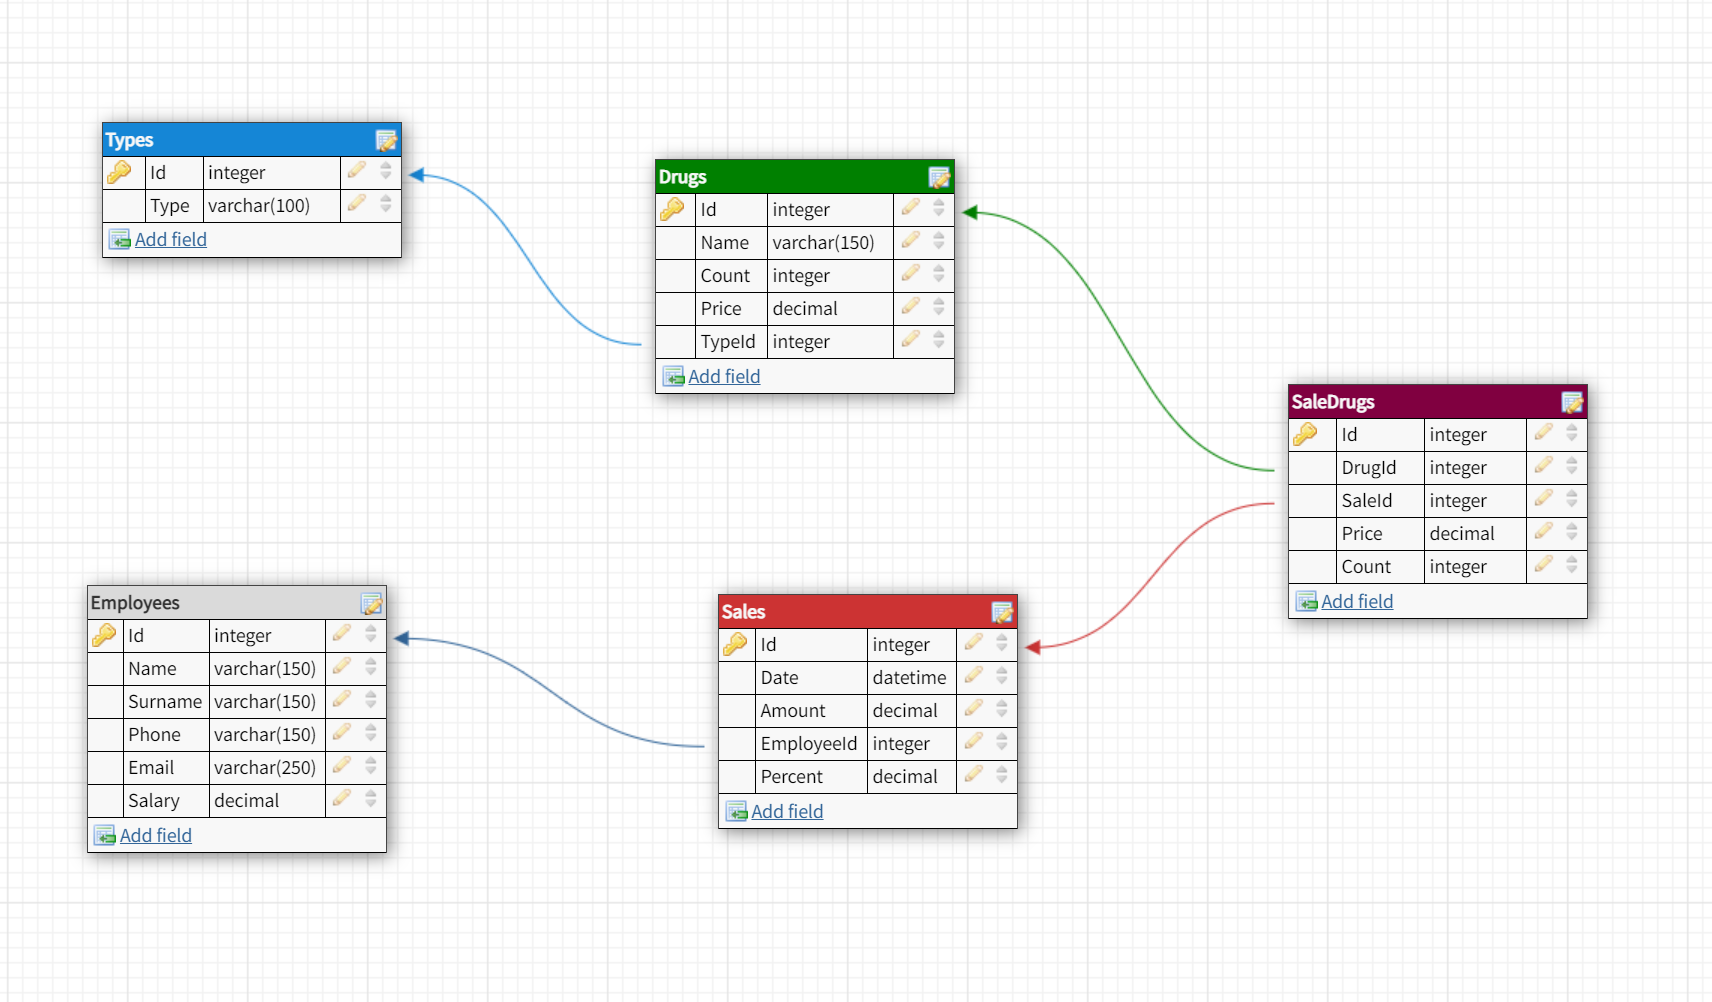 Types
Id integer
Type varchar(100)
Add field
Drugs
Id integer
Name varchar(150)
Count integer
Price decimal
TypeId integer
Add field
SaleDrugs
Id integer
DrugId integer
SaleId integer
Price decimal
Count integer
Add field
Employees
Id integer
Name varchar(150)
Surname varchar(150)
Phone varchar(150)
Email varchar(250)
Salary decimal
Add field
Sales
Id integer
Date datetime
Amount decimal
EmployeeId integer
Percent decimal
Add field